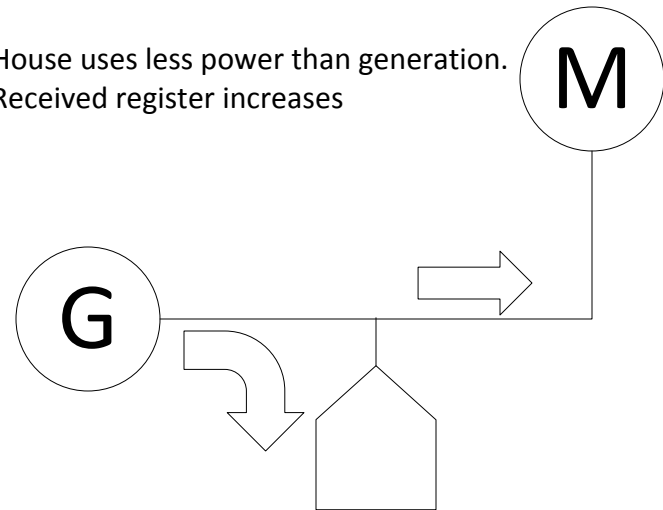 House uses less power than generation.
Received register increases
M
G